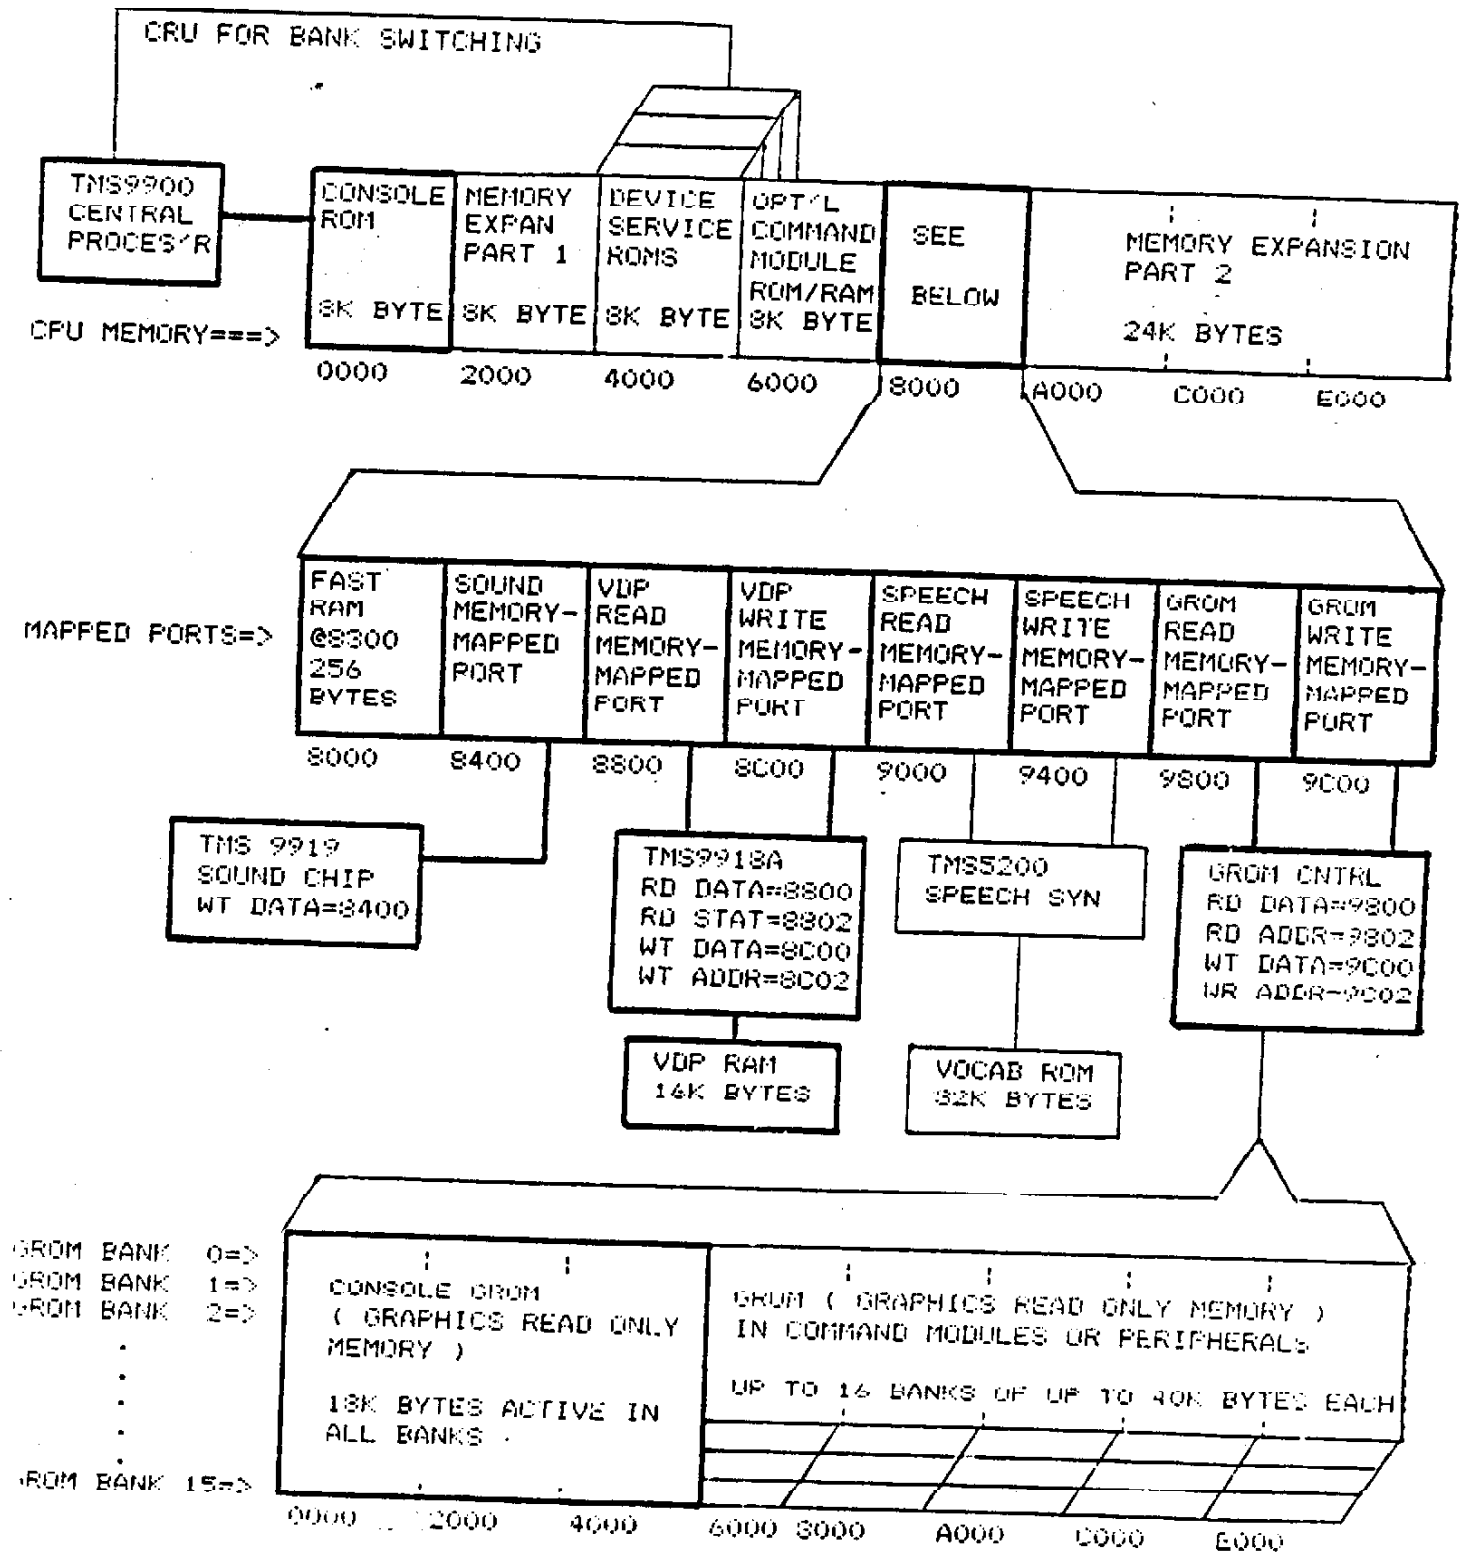 CRU FOR BANK SWITCHING
TMS9900
CENTRAL
PROCES'R
CONSOLE
ROM
8K BYTE
MEMORY
EXPAN
PART 1
8K BYTE
DEVICE
SERVICE
ROMS
8K BYTE
OPT'L
COMMAND
MODULE
ROM/RAM
8K BYTE
SEE
BELOW
MEMORY EXPANSION
PART 2
24K BYTES
CPU MEMORY===>
0000
2000
4000
6000
8000
A000
C000
E000
MAPPED PORTS=>
FAST
RAM
@8300
256
BYTES
SOUND
MEMORY-
MAPPED
PORT
VDP
READ
MEMORY-
MAPPED
PORT
VDP
WRITE
MEMORY-
MAPPED
PORT
SPEECH
READ
MEMORY-
MAPPED
PORT
SPEECH
WRITE
MEMORY-
MAPPED
PORT
GROM
READ
MEMORY-
MAPPED
PORT
GROM
WRITE
MEMORY-
MAPPED
PORT
8000
8400
8800
8C00
9000
9400
9800
9C00
TMS 9919
SOUND CHIP
WT DATA=8400
TMS9918A
RD DATA=8800
RD STAT=8802
WT DATA=8C00
WT ADDR=8C02
TMS5200
SPEECH SYN
GROM CNTRL
RD DATA=9800
RD ADDR=9802
WT DATA=9C00
WR ADDR=9C02
VDP RAM
16K BYTES
VOCAB ROM
32K BYTES
GROM BANK 0=>
GROM BANK 1=>
GROM BANK 2=>
GROM BANK 15=>
CONSOLE GROM
( GRAPHICS READ ONLY
MEMORY )
18K BYTES ACTIVE IN
ALL BANKS
GROM ( GRAPHICS READ ONLY MEMORY )
IN COMMAND MODULES OR PERIPHERALS
UP TO 16 BANKS OF UP TO 40K BYTES EACH
0000
2000
4000
6000
8000
A000
C000
E000